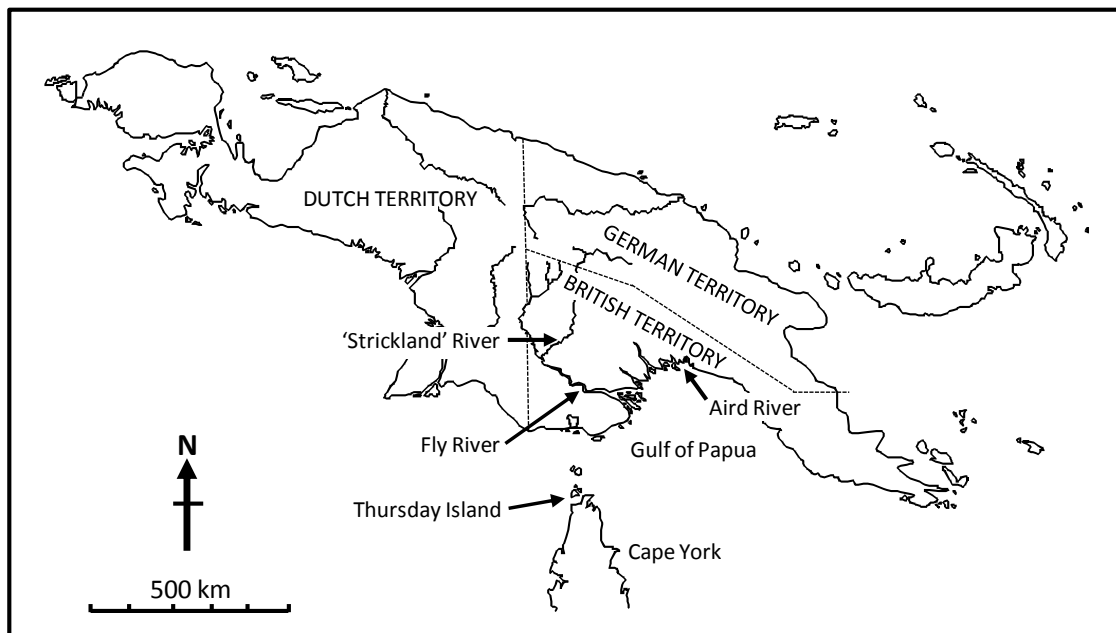 DUTCH TERRITORY
GERMAN TERRITORY
BRITISH TERRITORY
‘Strickland’ River
Aird River
Fly River
Gulf of Papua
N
Thursday Island
Cape York
500 km